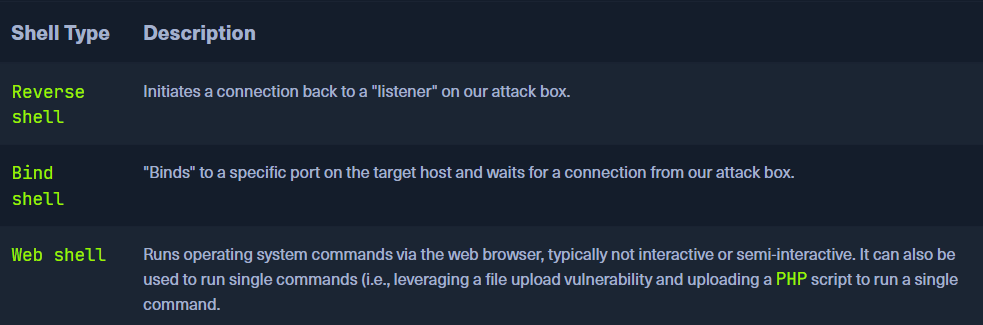 Shell Type Description
Reverse shell Initiates a connection back to a "listener" on our attack box.
Bind shell "Binds" to a specific port on the target host and waits for a connection from our attack box.
Web shell Runs operating system commands via the web browser, typically not interactive or semi-interactive. It can also be
used to run single commands (i.e., leveraging a file upload vulnerability and uploading a PHP script to run a single
command.